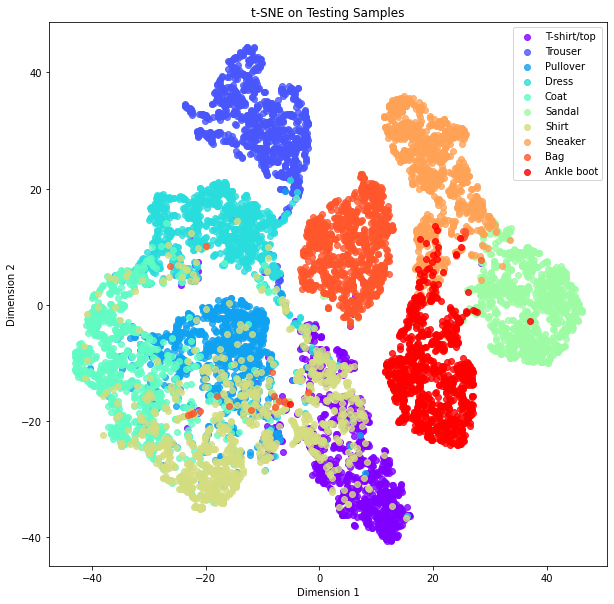 t-SNE on Testing Samples
T-shirt/top
Trouser
Pullover
Dress
Coat
Sandal
Shirt
Sneaker
Bag
Ankle boot
Dimension 2
40
20
0
−20
−40
−40
−20
0
20
40
Dimension 1